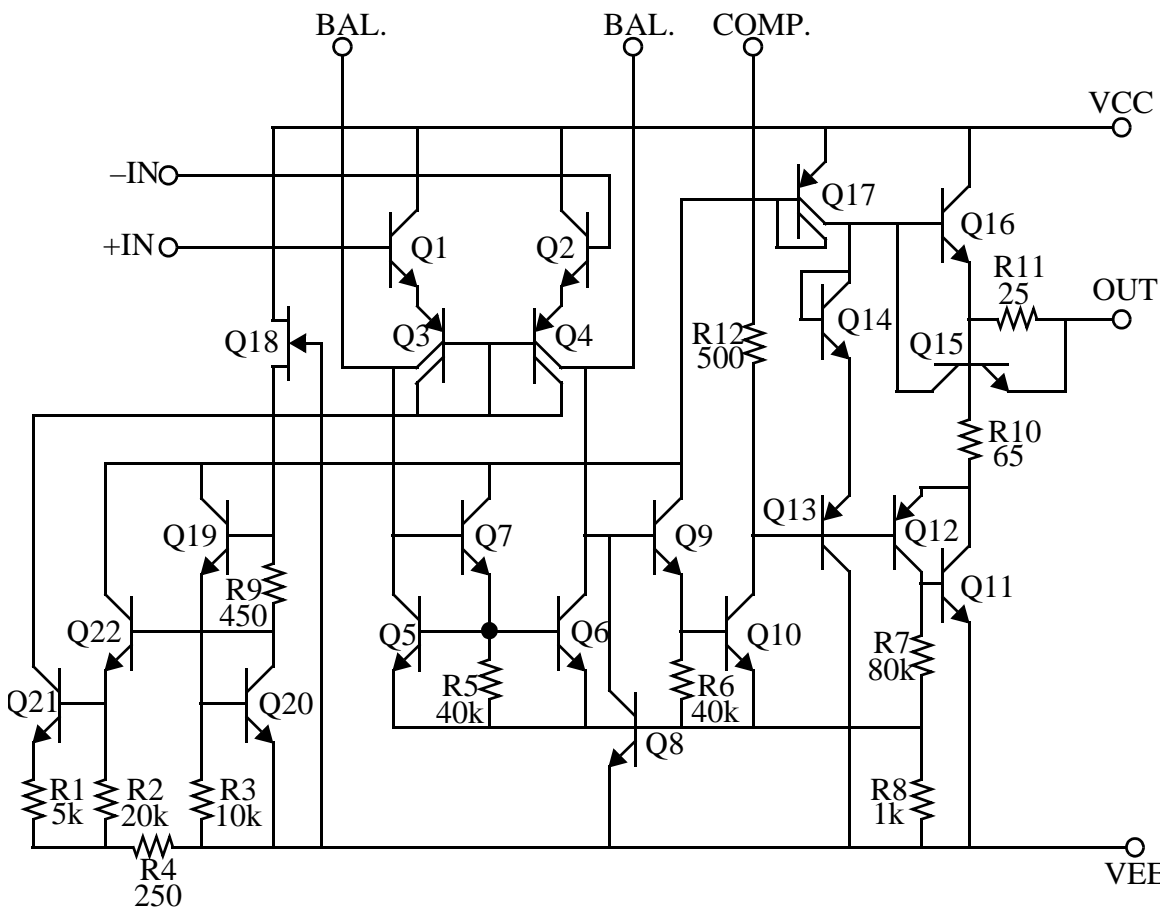 BAL.
BAL.
COMP.
VCC
–IN
+IN
Q1
Q2
Q17
Q16
R11
25
OUT
Q18
Q3
Q4
R12
500
Q14
Q15
R10
65
Q19
Q7
Q9
Q13
Q12
R9
450
Q22
Q5
Q6
Q10
Q11
R5
40k
R6
40k
R7
80k
Q21
Q20
Q8
R1
5k
R2
20k
R3
10k
R8
1k
R4
250
VEE